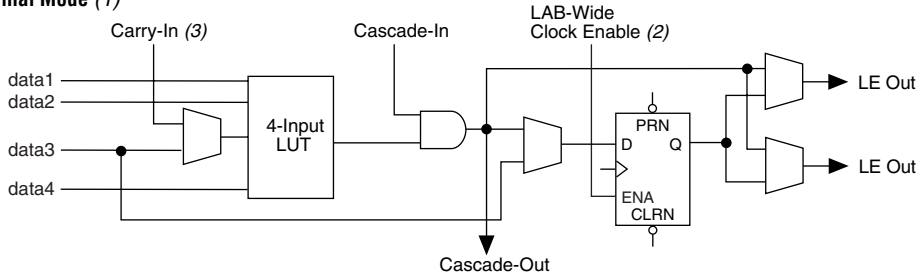 Mode (1)
Carry-In (3)
Cascade-In
LAB-Wide
Clock Enable (2)
data1
data2
data3
data4
4-Input
LUT
PRN
D
Q
ENA
CLRN
LE Out
LE Out
Cascade-Out